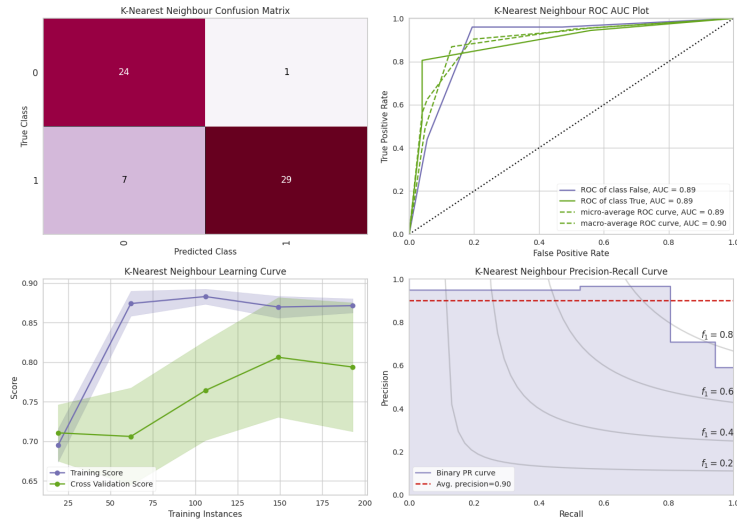 K-Nearest Neighbour Confusion Matrix
0
24
1
True Class
1
7
29
0
1
Predicted Class
K-Nearest Neighbour ROC AUC Plot
1.0
0.8
0.6
0.4
0.2
0.0
True Positive Rate
ROC of class False, AUC = 0.89
ROC of class True, AUC = 0.89
micro-average ROC curve, AUC = 0.89
macro-average ROC curve, AUC = 0.90
0.0 0.2 0.4 0.6 0.8 1.0
False Positive Rate
K-Nearest Neighbour Learning Curve
0.90
0.85
0.80
0.75
0.70
0.65
Score
Training Score
Cross Validation Score
25 50 75 100 125 150 175 200
Training Instances
K-Nearest Neighbour Precision-Recall Curve
1.0
0.8
0.6
0.4
0.2
0.0
Precision
f1 = 0.8
f1 = 0.6
f1 = 0.4
f1 = 0.2
Binary PR curve
Avg. precision=0.90
0.0 0.2 0.4 0.6 0.8 1.0
Recall